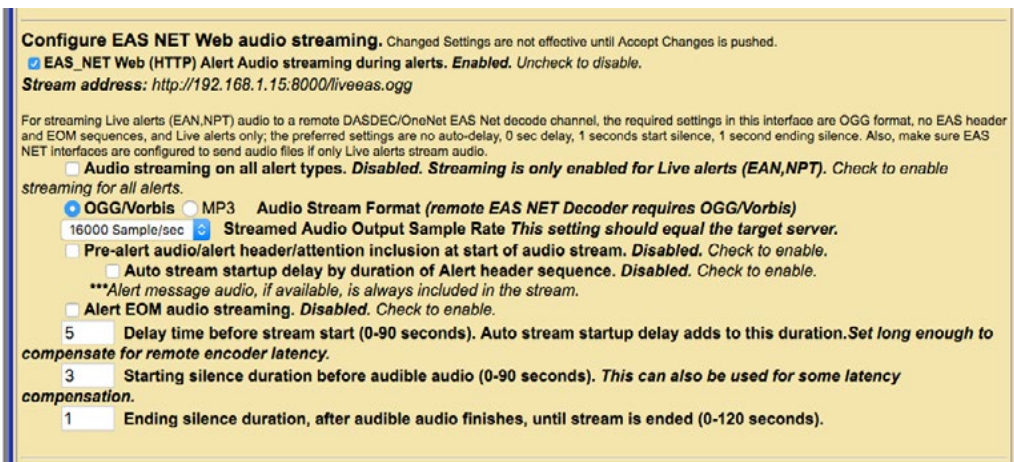 Configure EAS NET Web audio streaming. Changed Settings are not effective until Accept Changes is pushed.
EAS_NET Web (HTTP) Alert Audio streaming during alerts. Enabled. Uncheck to disable.
Stream address: http://192.168.1.15:8000/liveeas.ogg
For streaming Live alerts (EAN,NPT) audio to a remote DASDEC/OneNet EAS Net decode channel, the required settings in this interface are OGG format, no EAS header
and EOM sequences, and Live alerts only; the preferred settings are no auto-delay, 0 sec delay, 1 seconds start silence, 1 second ending silence. Also, make sure EAS
NET interfaces are configured to send audio files if only Live alerts stream audio.
Audio streaming on all alert types. Disabled. Streaming is only enabled for Live alerts (EAN,NPT). Check to enable
streaming for all alerts.
OGG/Vorbis MP3 Audio Stream Format (remote EAS NET Decoder requires OGG/Vorbis)
16000 Sample/sec Streamed Audio Output Sample Rate This setting should equal the target server.
Pre-alert audio/alert header/attention inclusion at start of audio stream. Disabled. Check to enable.
Auto stream startup delay by duration of Alert header sequence. Disabled. Check to enable.
***Alert message audio, if available, is always included in the stream.
Alert EOM audio streaming. Disabled. Check to enable.
5 Delay time before stream start (0-90 seconds). Auto stream startup delay adds to this duration.Set long enough to
compensate for remote encoder latency.
3 Starting silence duration before audible audio (0-90 seconds). This can also be used for some latency
compensation.
1 Ending silence duration, after audible audio finishes, until stream is ended (0-120 seconds).